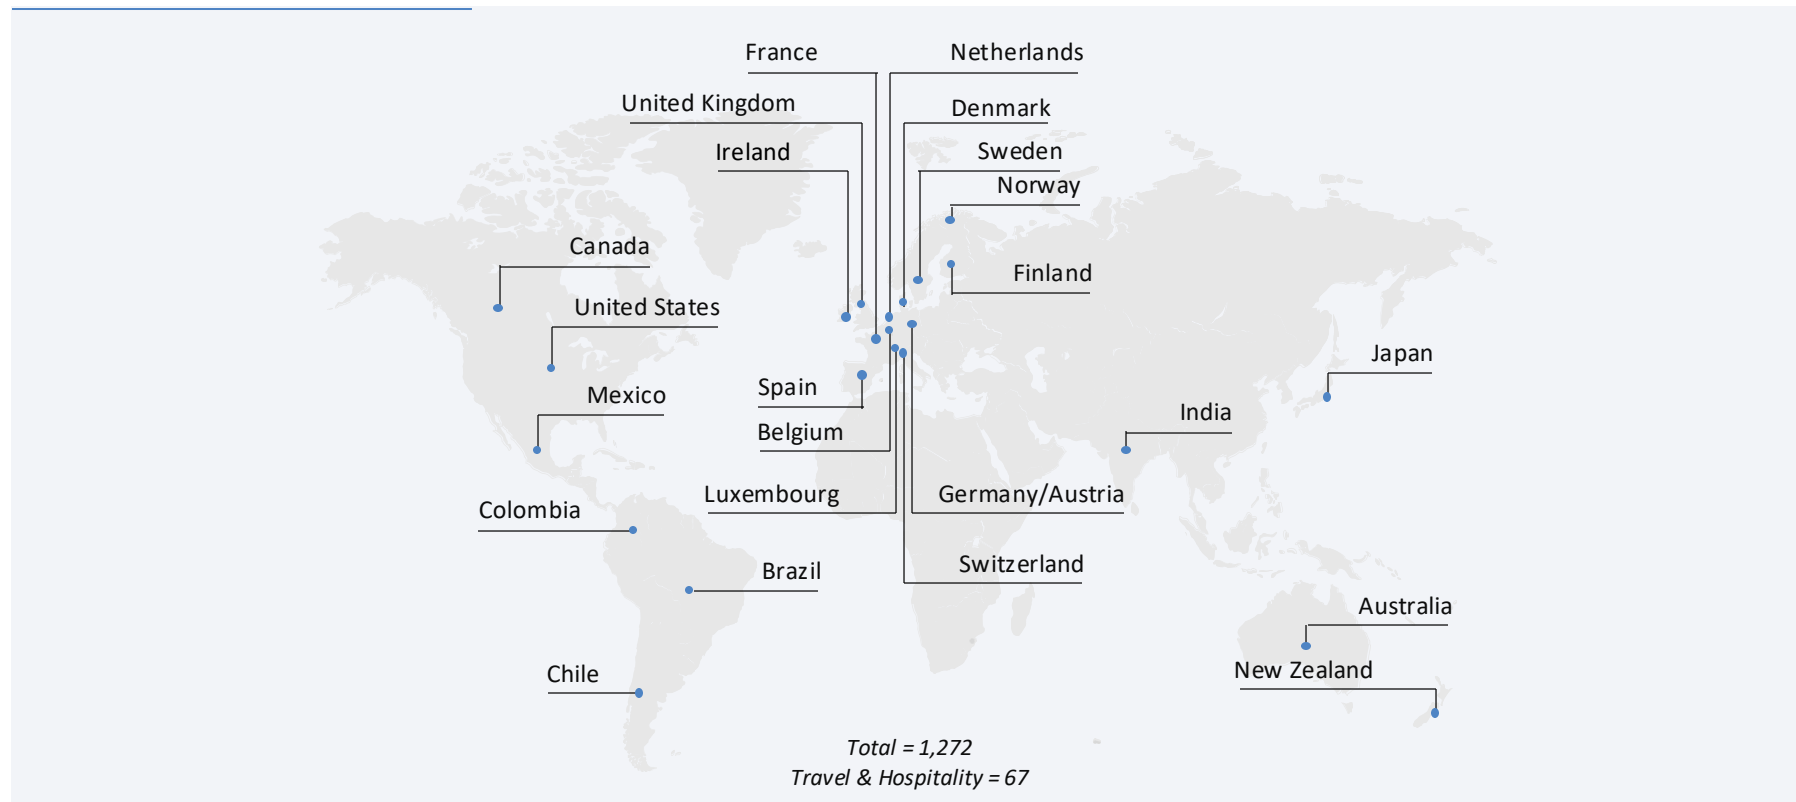 France
Netherlands
United Kingdom
Denmark
Ireland
Sweden
Norway
Canada
Finland
United States
Japan
Spain
Mexico
India
Belgium
Luxembourg
Germany/Austria
Colombia
Switzerland
Brazil
Australia
New Zealand
Chile
Total = 1,272
Travel & Hospitality = 67